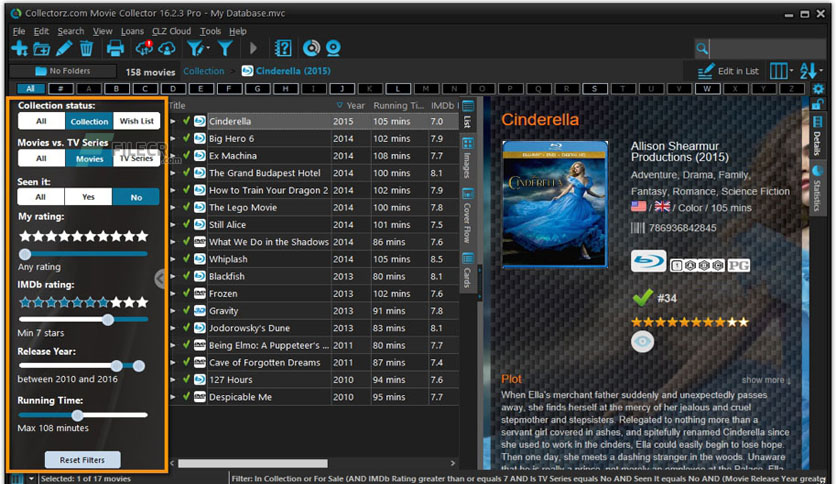 Collectorz.com Movie Collector 16.2.3 Pro - My Database.mvc
File Edit Search View Loans CLZ Cloud Tools Help
No Folders 158 movies Collection > Cinderella (2015) Edit in List
All # A B C D E F G H I J K L M N O P Q R S T U V W X Y Z
Collection status:
All Collection Wish List
Movies vs. TV Series
All Movies TV Series
FILECR
.com
Seen it:
All Yes No
My rating:
Any rating
IMDb rating:
Min 7 stars
Release Year:
between 2010 and 2016
Running Time:
Max 108 minutes
Reset Filters
Title Year Running Ti... IMDb
Cinderella 2015 105 mins 7.0
Big Hero 6 2014 102 mins 7.9
Ex Machina 2014 108 mins 7.7
The Grand Budapest Hotel 2014 100 mins 8.1
How to Train Your Dragon 2 2014 102 mins 7.9
The Lego Movie 2014 100 mins 7.8
Still Alice 2014 101 mins 7.5
What We Do in the Shadows 2014 86 mins 7.6
Whiplash 2014 105 mins 8.5
Blackfish 2013 80 mins 8.1
Frozen 2013 102 mins 7.6
Gravity 2013 91 mins 7.8
Jodorowsky's Dune 2013 83 mins 8.1
Being Elmo: A Puppeteer's ... 2011 80 mins 7.7
Cave of Forgotten Dreams 2011 87 mins 7.4
127 Hours 2010 94 mins 7.6
Despicable Me 2010 95 mins 7.7
List
Images
Cover Flow
Cards
Cinderella
CINDERELLA
Allison Shearmur
Productions (2015)
Adventure, Drama, Family,
Fantasy, Romance, Science Fiction
/ / Color / 105 mins
786936842845
1 A B C PG
#34
Plot show more ↓
When Ella's merchant father suddenly and unexpectedly passes
away, she finds herself at the mercy of her jealous and cruel
stepmother and stepsisters. Relegated to nothing more than a
servant girl covered in ashes, and spitefully renamed Cinderella since
she used to work in the cinders, Ella could easily begin to lose hope.
Then one day, she meets a dashing stranger in the woods. Unaware
that he is really a prince, not merely an employee at the Palace, Ella
Details
Statistics
Selected: 1 of 17 movies
Filter: In Collection or For Sale (AND IMDb Rating greater than or equals 7 AND Is TV Series equals No AND Seen It equals No AND (Movie Release Year greate